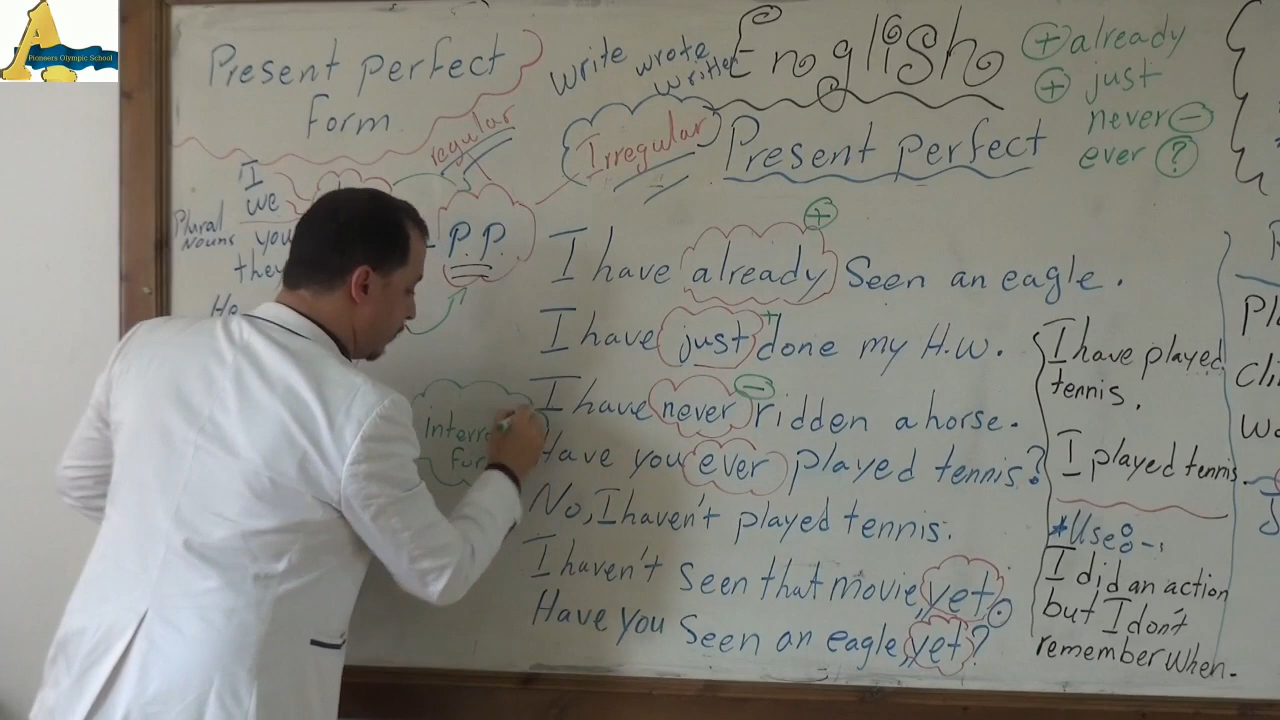 Pioneers Olympic School
Present perfect
form
regular
write wrote
written
Irregular
English
Present perfect
⊕ already
⊕ just
never ⊖
ever ?
I
we
you
they
Plural
Nouns
He
P.P.
+
I have already seen an eagle.
+
I have just done my H.W.
-
I have never ridden a horse.
Have you ever played tennis?
No, I haven't played tennis.
I haven't seen that movie, yet.
Have you seen an eagle, yet?
I have played
tennis.
I played tennis.
*Use:-
I did an action
but I don't
remember when.